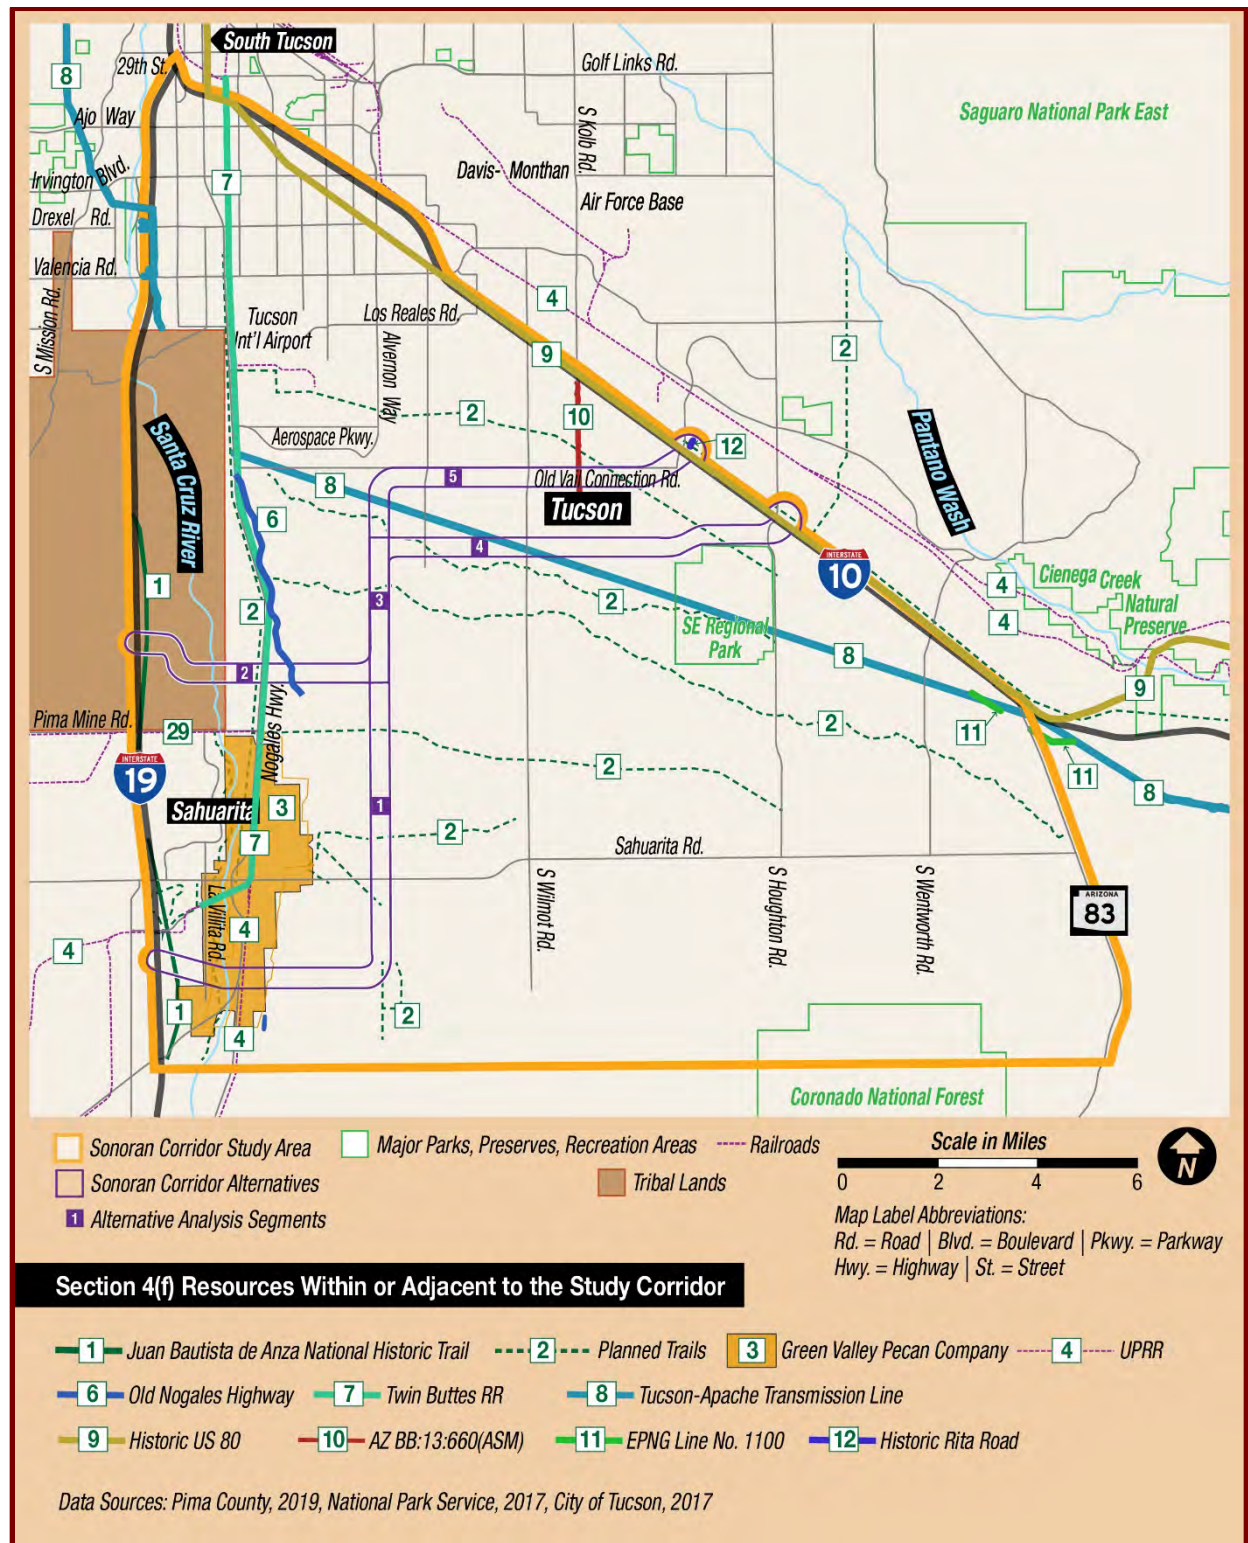 South Tucson
29th St.
Golf Links Rd.
8
Ajo Way
S Kolb Rd.
Saguaro National Park East
Irvington Blvd.
7
Davis- Monthan
Air Force Base
Drexel Rd.
Valencia Rd.
S Mission Rd.
4
Tucson
Int'l Airport
Los Reales Rd.
Alvernon Way
9
2
2
10
Aerospace Pkwy.
12
Santa Cruz River
Pantano Wash
8
5
Old Vail Connection Rd.
Tucson
6
4
INTERSTATE
10
1
2
3
2
4
Cienega Creek
Natural
Preserve
4
SE Regional
Park
2
8
9
Pima Mine Rd.
29
Nogales Hwy.
2
11
INTERSTATE
19
2
11
8
Sahuarita
3
1
7
2
Sahuarita Rd.
La Villita Rd.
S Wilmot Rd.
S Houghton Rd.
S Wentworth Rd.
ARIZONA
83
4
4
1
2
4
Coronado National Forest
Sonoran Corridor Study Area
Major Parks, Preserves, Recreation Areas
Railroads
Sonoran Corridor Alternatives
Tribal Lands
1 Alternative Analysis Segments
Scale in Miles
0 2 4 6
N
Map Label Abbreviations:
Rd. = Road | Blvd. = Boulevard | Pkwy. = Parkway
Hwy. = Highway | St. = Street
Section 4(f) Resources Within or Adjacent to the Study Corridor
1 Juan Bautista de Anza National Historic Trail 2 Planned Trails 3 Green Valley Pecan Company 4 UPRR
6 Old Nogales Highway 7 Twin Buttes RR 8 Tucson-Apache Transmission Line
9 Historic US 80 10 AZ BB:13:660(ASM) 11 EPNG Line No. 1100 12 Historic Rita Road
Data Sources: Pima County, 2019, National Park Service, 2017, City of Tucson, 2017